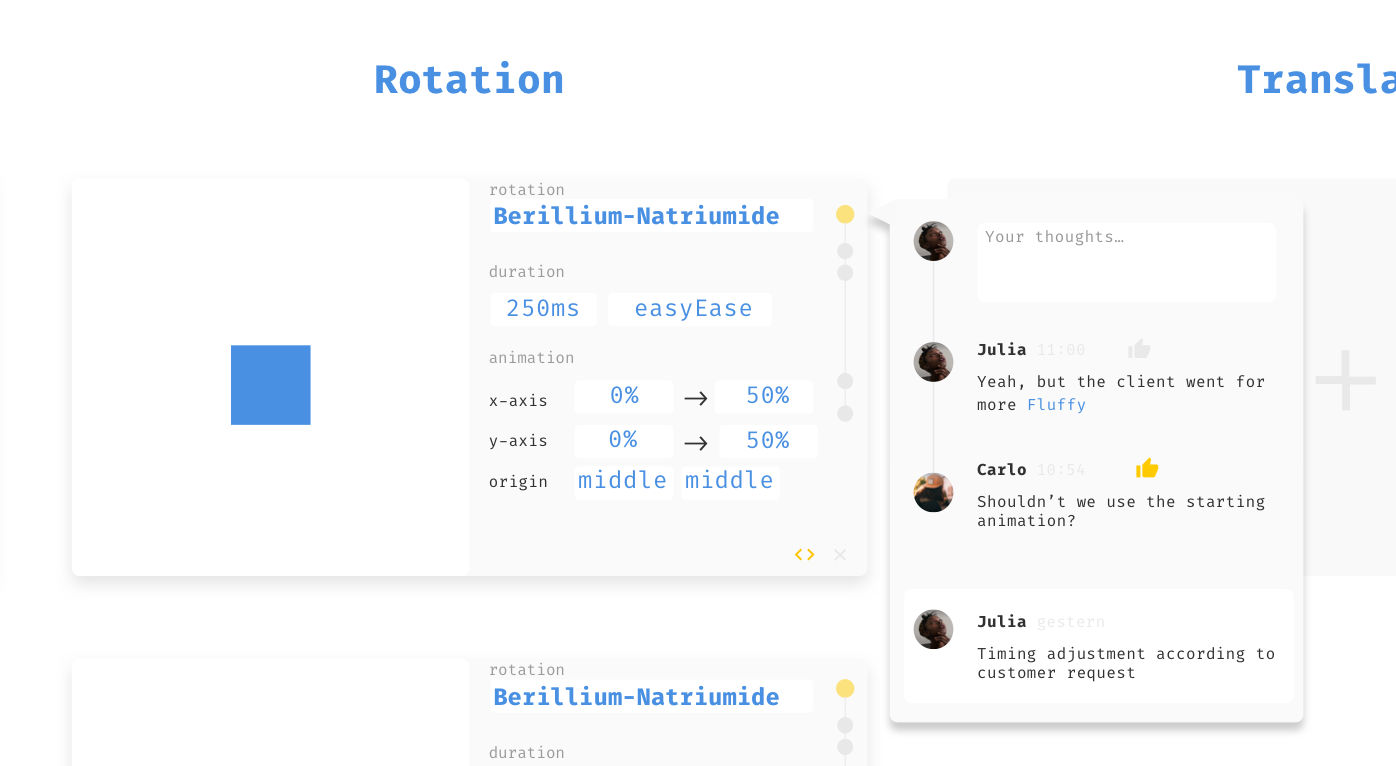 Rotation
Transla
rotation
Berillium-Natriumide
duration
250ms easyEase
animation
x-axis 0% → 50%
y-axis 0% → 50%
origin middle middle
<>
Your thoughts…
Julia 11:00
Yeah, but the client went for
more Fluffy
Carlo 10:54
Shouldn’t we use the starting
animation?
Julia gestern
Timing adjustment according to
customer request
rotation
Berillium-Natriumide
duration